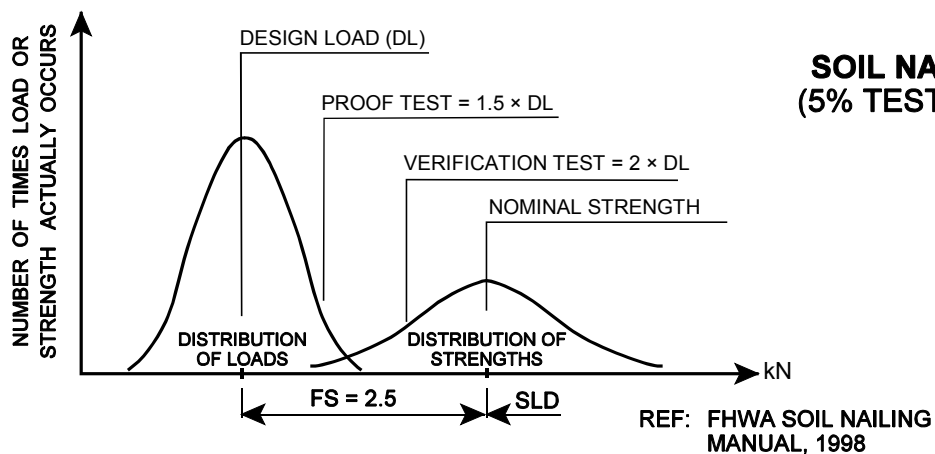 NUMBER OF TIMES LOAD OR
STRENGTH ACTUALLY OCCURS
DESIGN LOAD (DL)
PROOF TEST = 1.5 × DL
VERIFICATION TEST = 2 × DL
NOMINAL STRENGTH
DISTRIBUTION
OF LOADS
DISTRIBUTION OF
STRENGTHS
kN
FS = 2.5
SLD
SOIL NA
(5% TEST
REF: FHWA SOIL NAILING
MANUAL, 1998